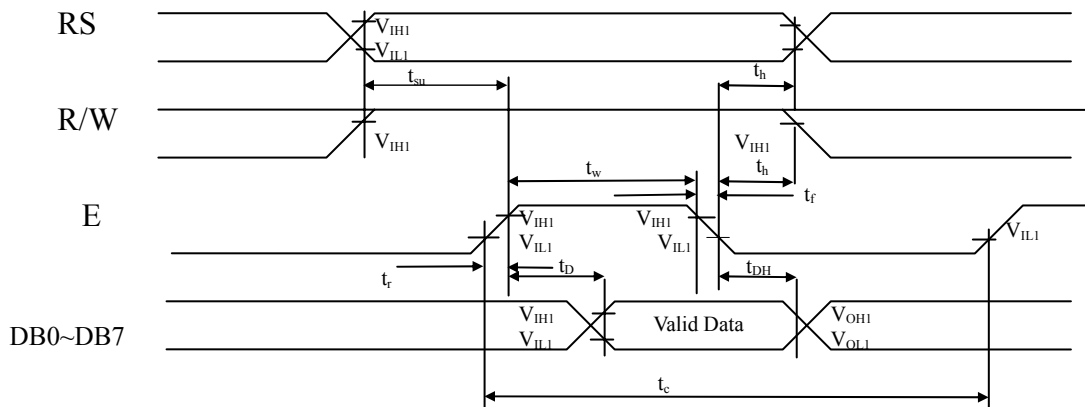 RS
V_IH1
V_IL1
t_su
t_h
R/W
V_IH1
V_IH1
t_w
t_h
t_f
E
V_IH1
V_IH1
V_IL1
V_IL1
V_IL1
t_r
t_D
t_DH
DB0~DB7
V_IH1
Valid Data
V_OH1
V_IL1
V_OL1
t_c